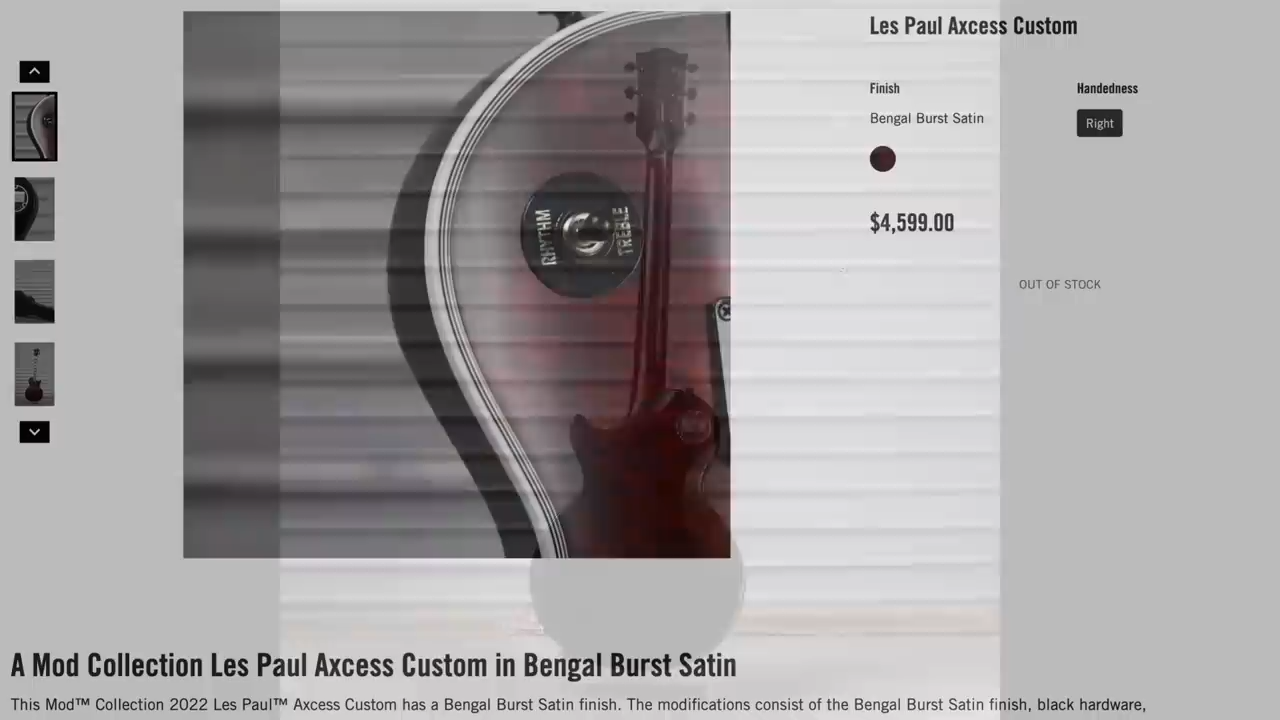 Les Paul Axcess Custom
Finish
Handedness
Bengal Burst Satin
Right
$4,599.00
OUT OF STOCK
RHYTHM
TREBLE
A Mod Collection Les Paul Axcess Custom in Bengal Burst Satin
This Mod™ Collection 2022 Les Paul™ Axcess Custom has a Bengal Burst Satin finish. The modifications consist of the Bengal Burst Satin finish, black hardware,